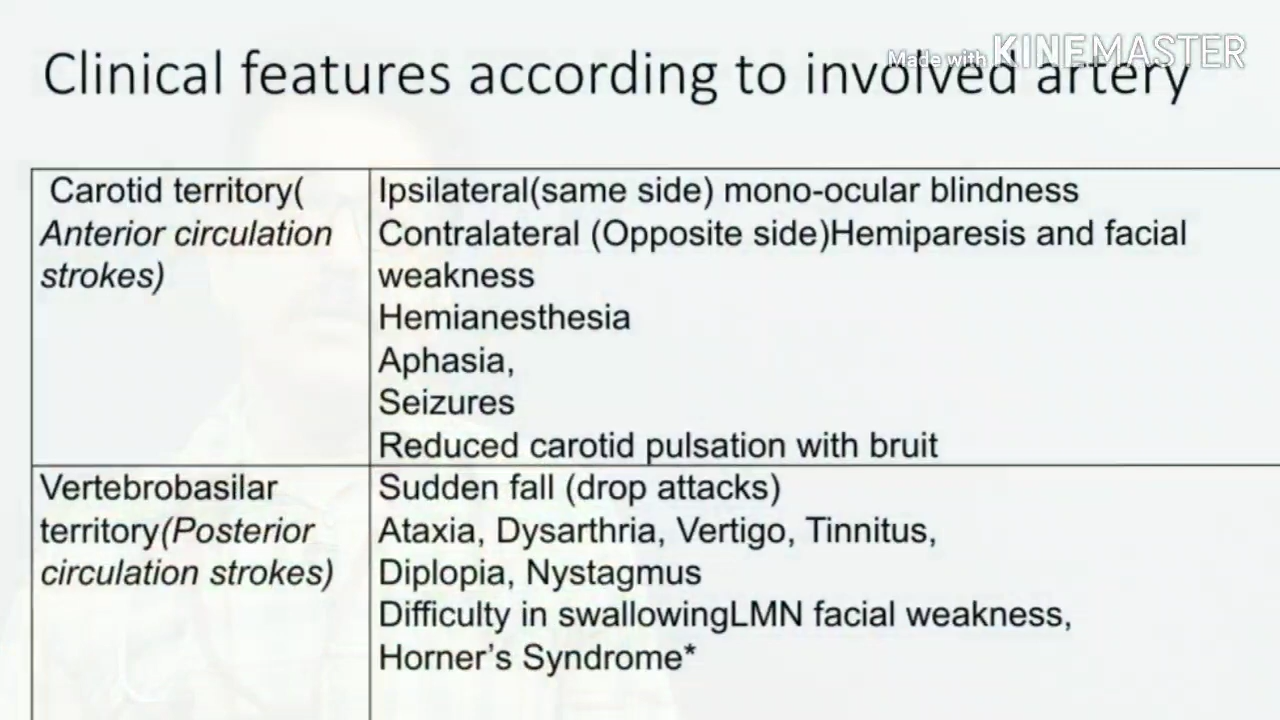 Clinical features according to involved artery
Made with KINEMASTER
Carotid territory(
Anterior circulation
strokes)
Ipsilateral(same side) mono-ocular blindness
Contralateral (Opposite side)Hemiparesis and facial
weakness
Hemianesthesia
Aphasia,
Seizures
Reduced carotid pulsation with bruit
Vertebrobasilar
territory(Posterior
circulation strokes)
Sudden fall (drop attacks)
Ataxia, Dysarthria, Vertigo, Tinnitus,
Diplopia, Nystagmus
Difficulty in swallowingLMN facial weakness,
Horner’s Syndrome*